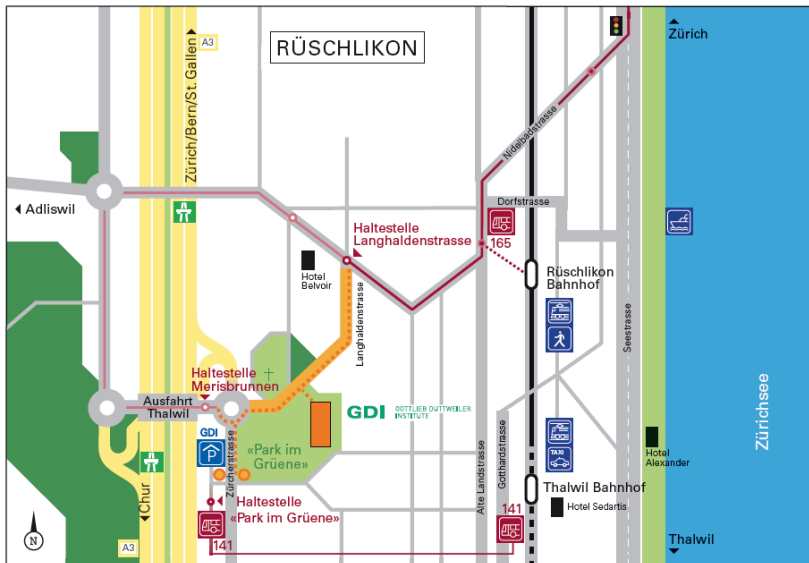 RÜSCHLIKON
Zürich
A3
Zürich/Bern/St. Gallen
Nidelbadstrasse
Adliswil
Dorfstrasse
Haltestelle
Langhaldenstrasse
165
Hotel
Belvoir
Rüschlikon
Bahnhof
Langhaldenstrasse
Seestrasse
Haltestelle
Merisbrunnen
Ausfahrt
Thalwil
GDI GOTTLIEB DUTTWEILER
INSTITUTE
GDI
P
«Park im
Grüene»
Zürcherstrasse
Alte Landstrasse
Gotthardstrasse
TAXI
Zürichsee
Hotel
Alexander
Chur
Haltestelle
«Park im Grüene»
Thalwil Bahnhof
Hotel Sedartis
141
141
N
A3
Thalwil